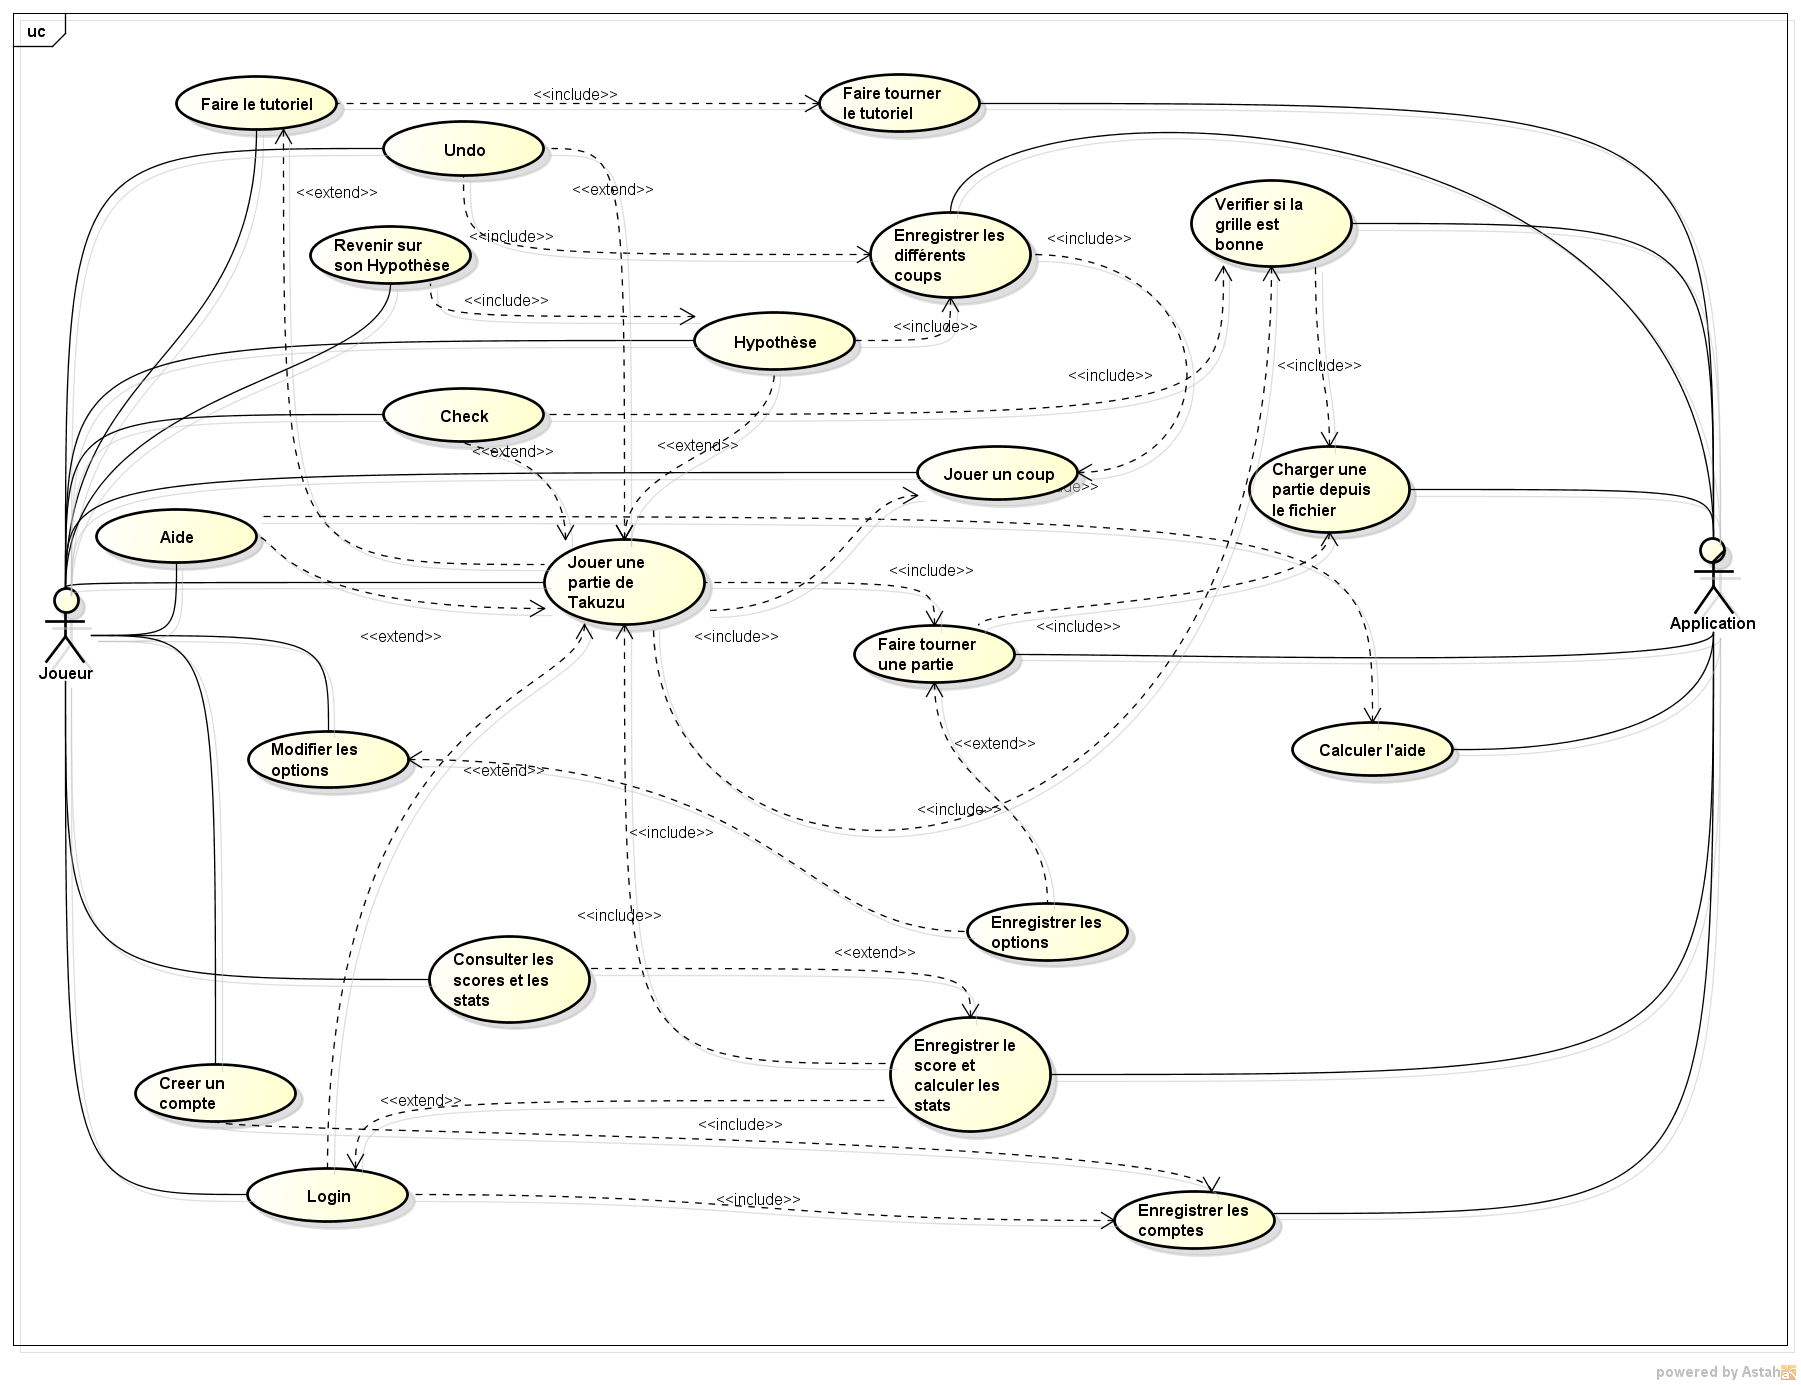 uc
Faire le tutoriel
<<include>>
Faire tourner
le tutoriel
Undo
<<extend>>
<<extend>>
Verifier si la
grille est
bonne
Revenir sur
son Hypothèse
<<include>>
Enregistrer les
différents
coups
<<include>>
<<include>>
Hypothèse
<<include>>
<<include>>
<<include>>
Check
<<extend>>
<<extend>>
Jouer un coup
Charger une
partie depuis
le fichier
Aide
Jouer une
partie de
Takuzu
<<include>>
Application
<<extend>>
<<include>>
<<include>>
Joueur
Faire tourner
une partie
Modifier les
options
<<extend>>
<<extend>>
Calculer l'aide
<<include>>
<<include>>
<<include>>
Enregistrer les
options
Consulter les
scores et les
stats
<<extend>>
Enregistrer le
score et
calculer les
stats
Creer un
compte
<<extend>>
<<include>>
Login
<<include>>
Enregistrer les
comptes
powered by Astah